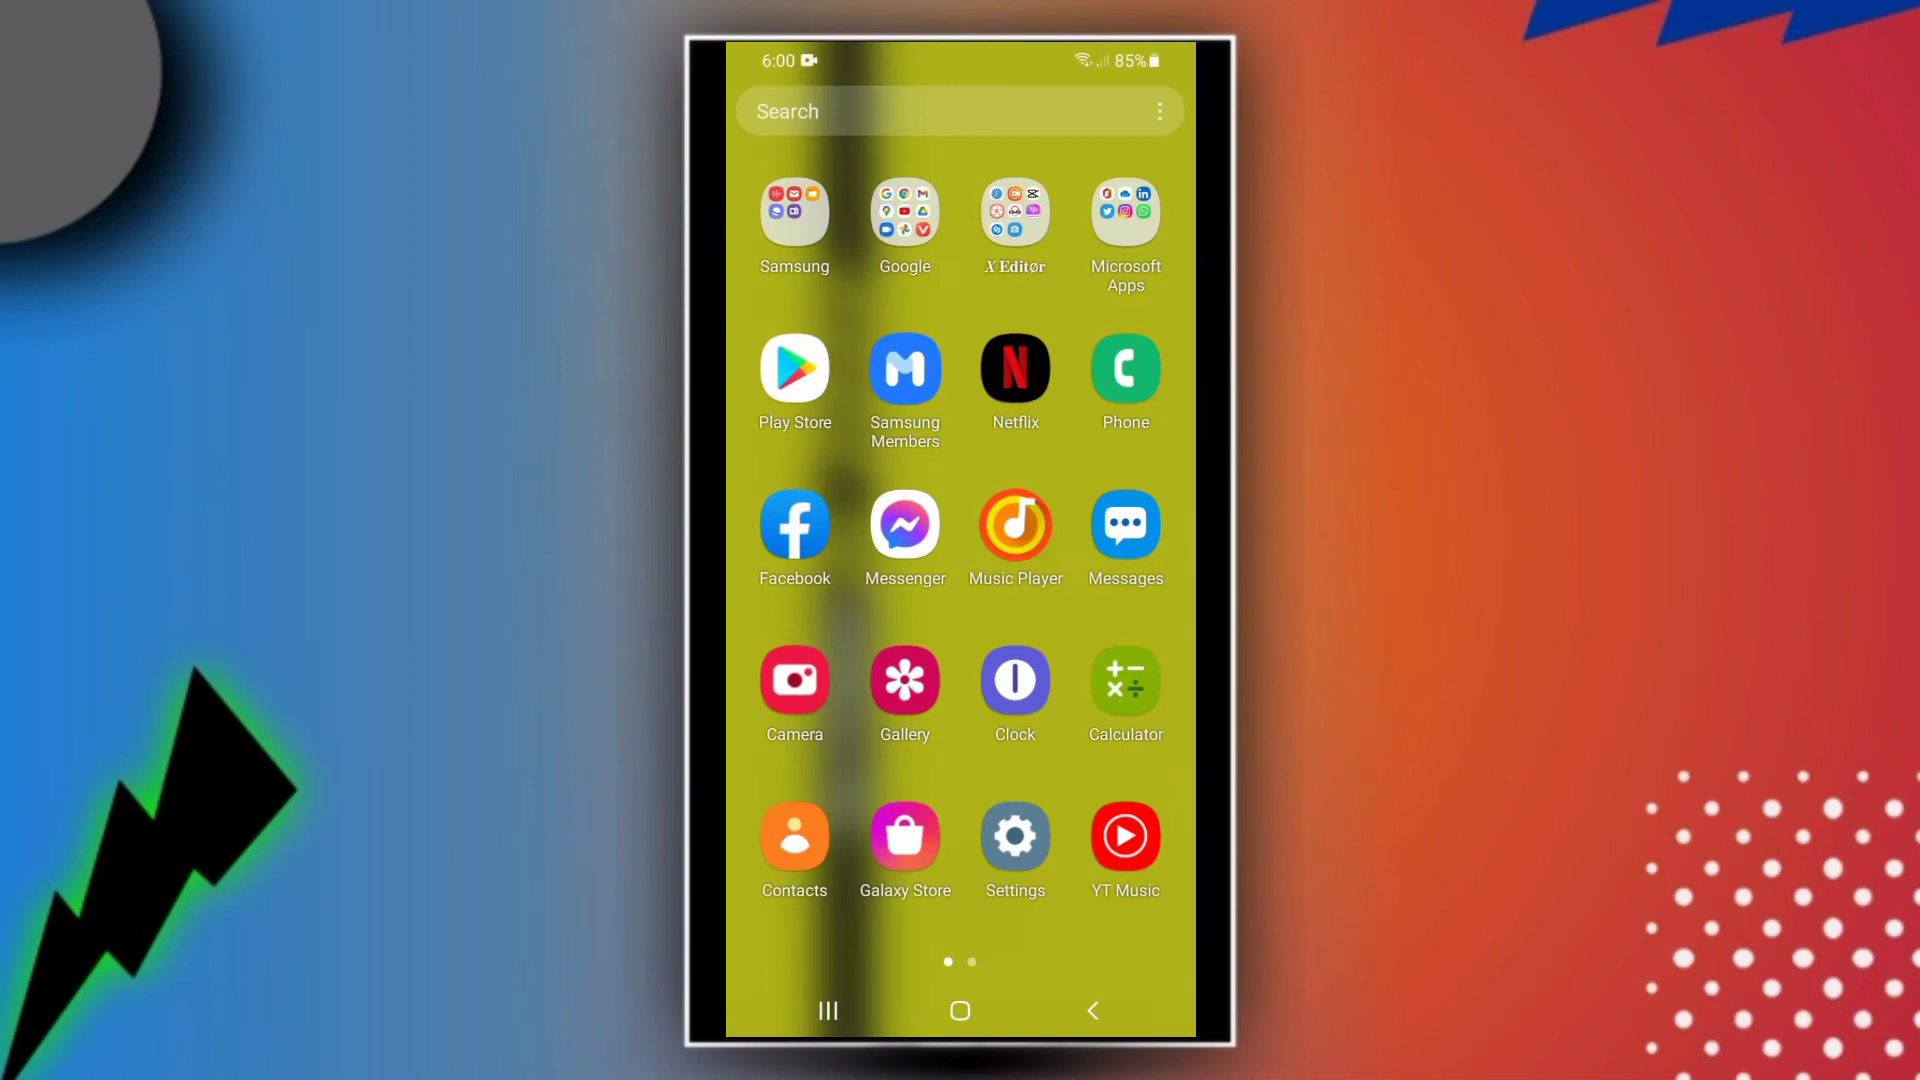 6:00 85%
Search
Samsung Google X Editør Microsoft
Apps
Play Store Samsung Netflix Phone
Members
Facebook Messenger Music Player Messages
Camera Gallery Clock Calculator
Contacts Galaxy Store Settings YT Music